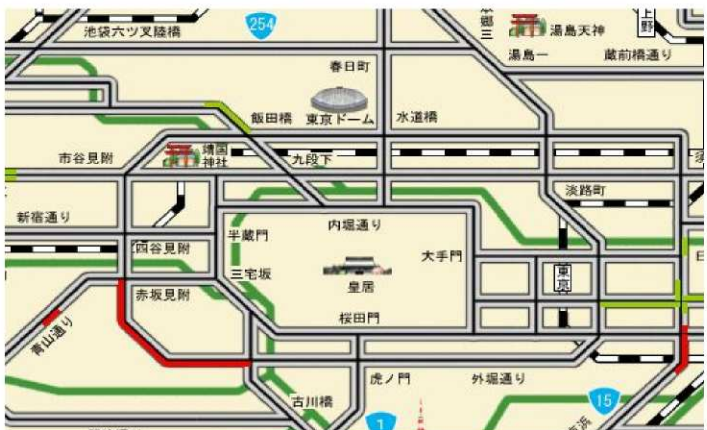 254
池袋六ツ又陸橋
湯島天神
上野
湯島一
蔵前橋通り
春日町
飯田橋
東京ドーム
水道橋
市谷見附
靖国
神社
九段下
淡路町
新宿通り
半蔵門
内堀通り
四谷見附
大手門
三宅坂
皇居
東京
赤坂見附
桜田門
青山通り
虎ノ門
外堀通り
古川橋
15
1